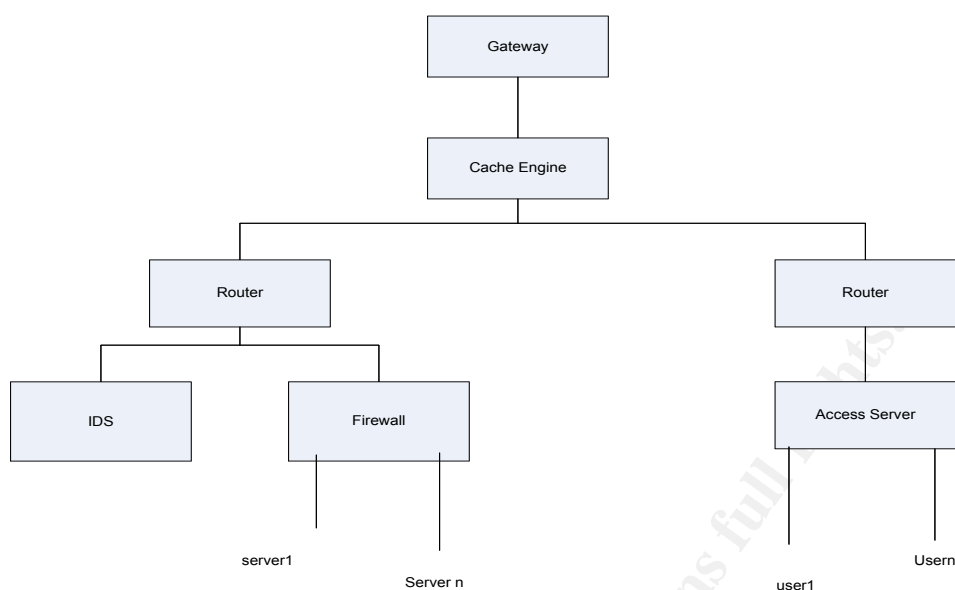 Gateway
Cache Engine
Router
Router
IDS
Firewall
Access Server
server1
Server n
user1
Usern